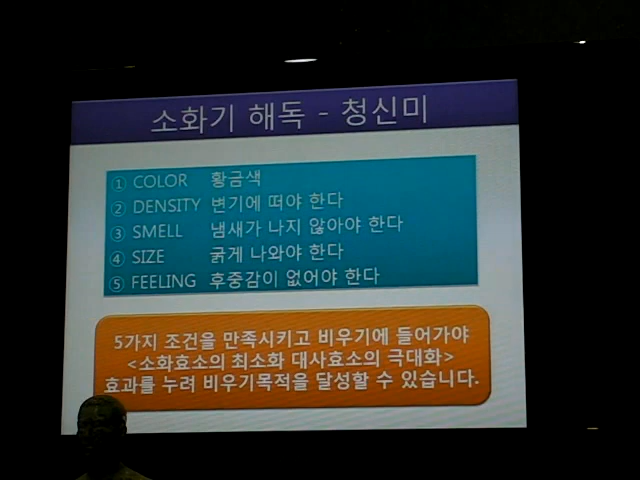 소화기 해독 - 청신미
① COLOR 황금색
② DENSITY 변기에 떠야 한다
③ SMELL 냄새가 나지 않아야 한다
④ SIZE 굵게 나와야 한다
⑤ FEELING 후중감이 없어야 한다
5가지 조건을 만족시키고 비우기에 들어가야
<소화효소의 최소화 대사효소의 극대화>
효과를 누려 비우기목적을 달성할 수 있습니다.